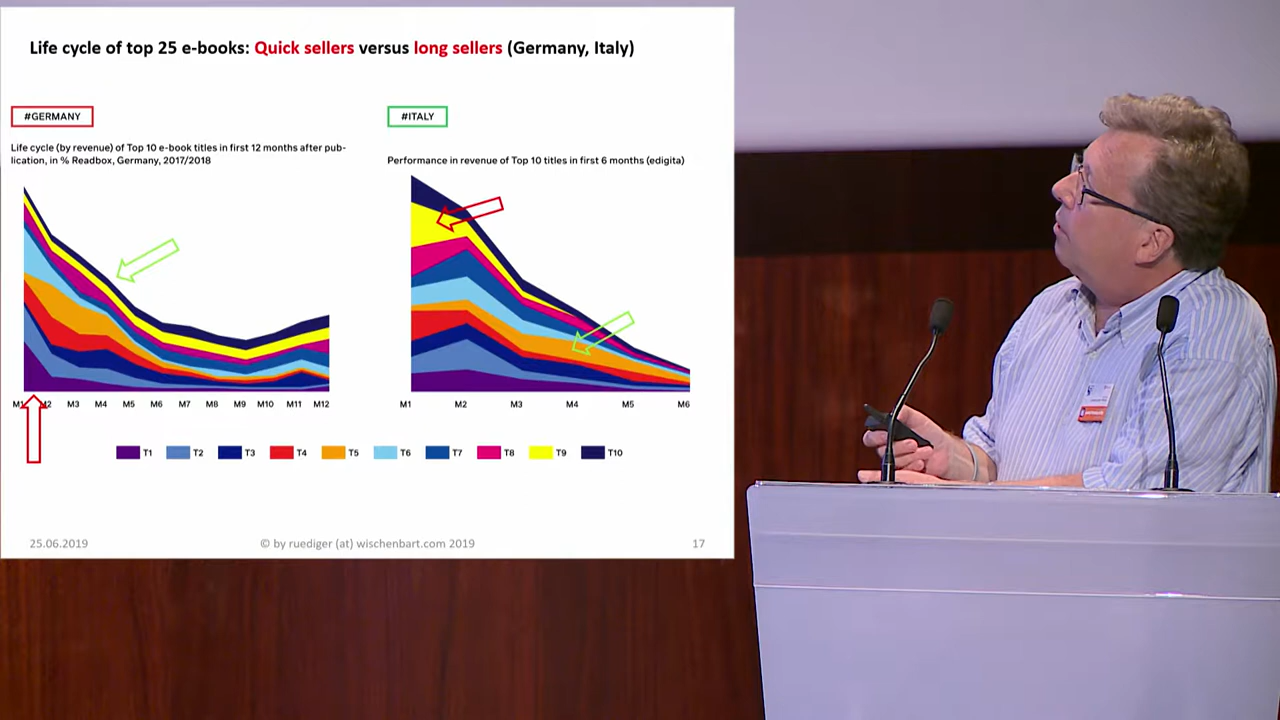 Life cycle of top 25 e-books: Quick sellers versus long sellers (Germany, Italy)
#GERMANY
Life cycle (by revenue) of Top 10 e-book titles in first 12 months after pub-
lication, in % Readbox, Germany, 2017/2018
M3 M4 M5 M6 M7 M8 M9 M10 M11 M12
#ITALY
Performance in revenue of Top 10 titles in first 6 months (edigita)
M1 M2 M3 M4 M5 M6
T1 T2 T3 T4 T5 T6 T7 T8 T9 T10
25.06.2019 © by ruediger (at) wischenbart.com 2019 17